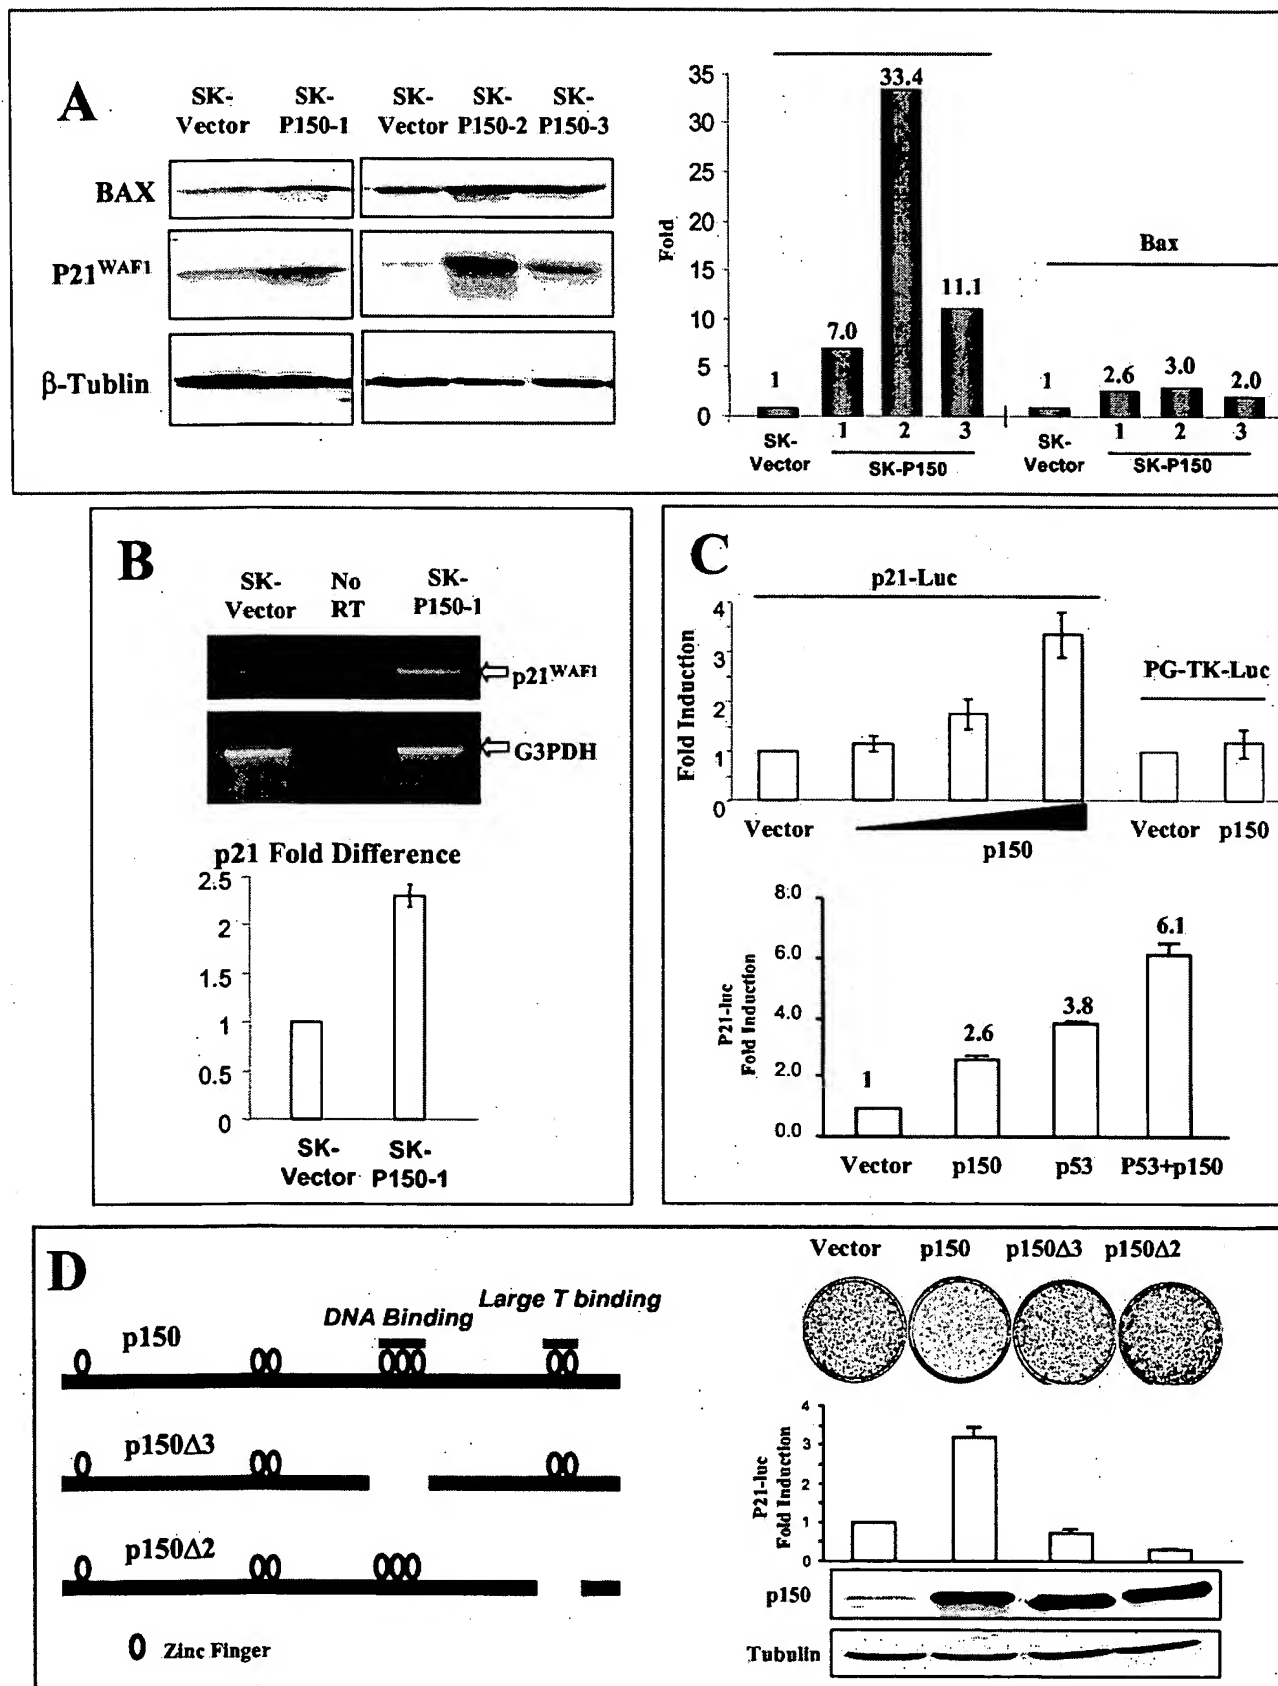 A
SK-Vector
SK-P150-1
SK-Vector
SK-P150-2
SK-P150-3
BAX
P21WAF1
β-Tublin
Fold
35
30
25
20
15
10
5
0
1
7.0
33.4
11.1
Bax
1
2.6
3.0
2.0
SK-Vector
1 2 3
SK-P150
SK-Vector
1 2 3
SK-P150
B
SK-Vector
No RT
SK-P150-1
p21WAF1
G3PDH
p21 Fold Difference
2.5
2
1.5
1
0.5
0
SK-Vector
SK-P150-1
C
p21-Luc
PG-TK-Luc
Fold Induction
4
3
2
1
0
Vector
p150
Vector p150
P21-luc
Fold Induction
8.0
6.0
4.0
2.0
0.0
1
2.6
3.8
6.1
Vector p150 p53 P53+p150
D
DNA Binding
Large T binding
p150
p150Δ3
p150Δ2
Zinc Finger
Vector p150 p150Δ3 p150Δ2
P21-luc
Fold Induction
4
3
2
1
0
p150
Tubulin